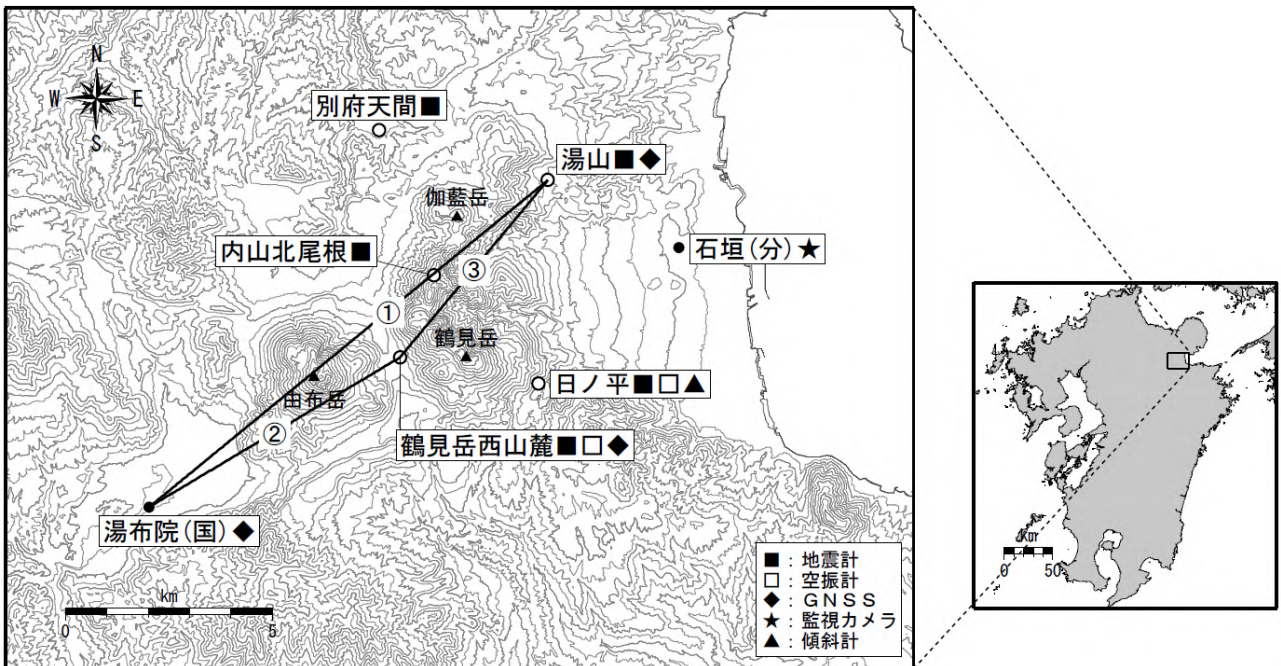 N
W E
S
別府天間■
湯山■◆
伽藍岳
内山北尾根■
石垣(分)★
③
①
鶴見岳
日ノ平■□▲
由布岳
②
鶴見岳西山麓■□◆
湯布院(国)◆
km
0 5
■:地震計
□:空振計
◆:GNSS
★:監視カメラ
▲:傾斜計
Km
0 50